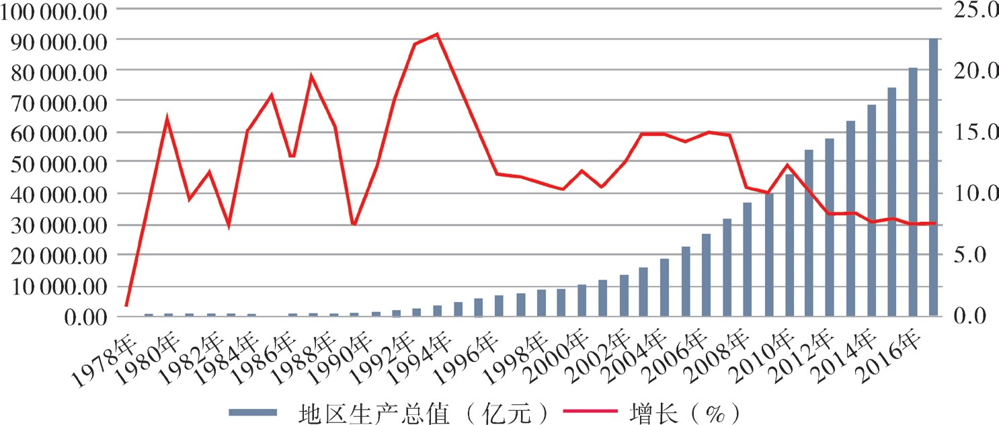 100 000.00
90 000.00
80 000.00
70 000.00
60 000.00
50 000.00
40 000.00
30 000.00
20 000.00
10 000.00
0.00
25.0
20.0
15.0
10.0
5.0
0.0
1978年
1980年
1982年
1984年
1986年
1988年
1990年
1992年
1994年
1996年
1998年
2000年
2002年
2004年
2006年
2008年
2010年
2012年
2014年
2016年
地区生产总值（亿元） 增长（%）